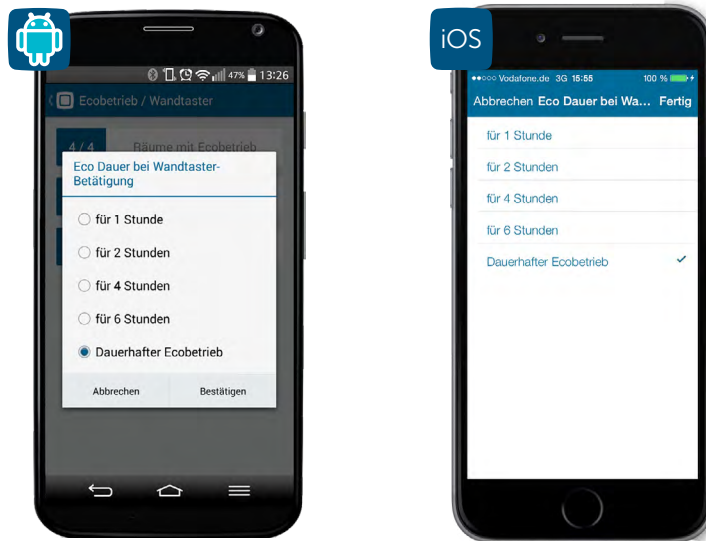 47% 13:26
Ecobetrieb / Wandtaster
4 / 4 Räume mit Ecobetrieb
Eco Dauer bei Wandtaster-
Betätigung
für 1 Stunde
für 2 Stunden
für 4 Stunden
für 6 Stunden
Dauerhafter Ecobetrieb
Abbrechen Bestätigen
iOS
Vodafone.de 3G 15:55 100 %
Abbrechen Eco Dauer bei Wa... Fertig
für 1 Stunde
für 2 Stunden
für 4 Stunden
für 6 Stunden
Dauerhafter Ecobetrieb